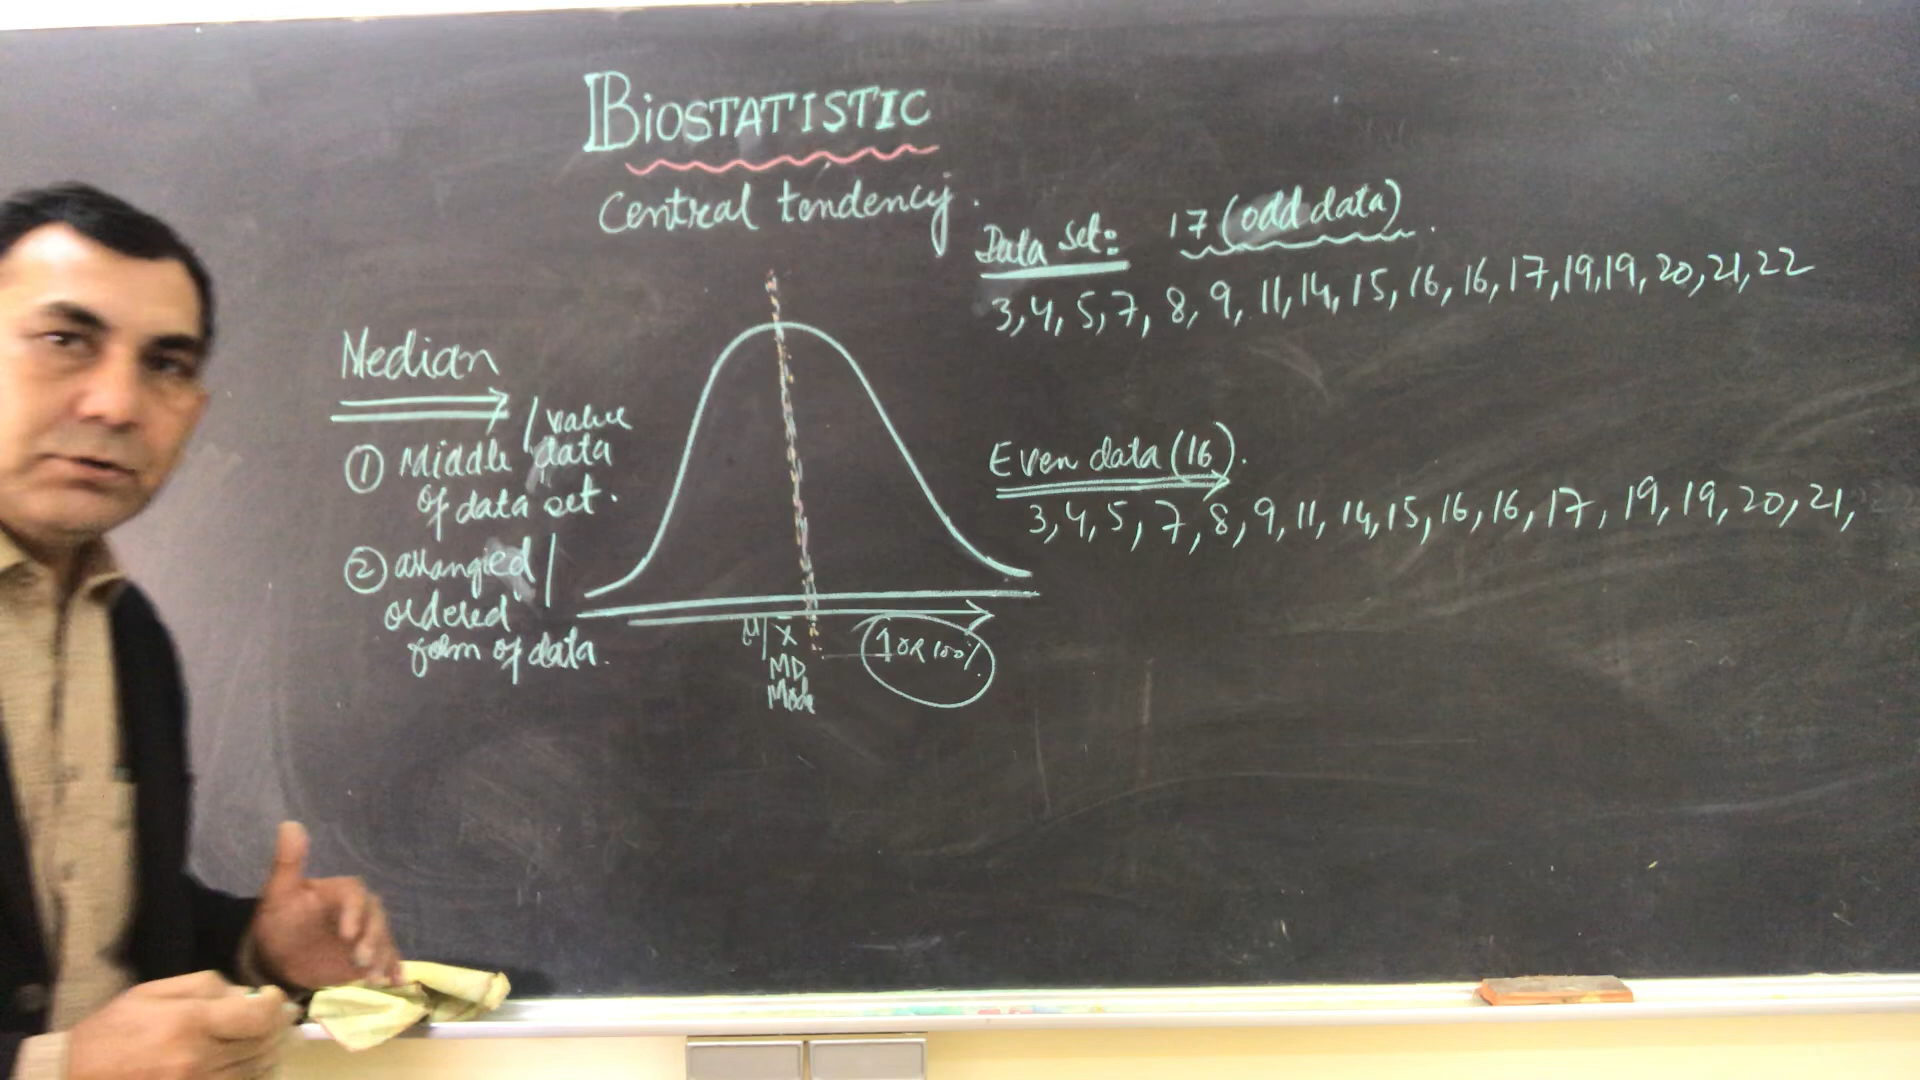 BIOSTATISTIC
Central tendency.
Data set: 17 (odd data).
3, 4, 5, 7, 8, 9, 11, 14, 15, 16, 16, 17, 19, 19, 20, 21, 22
Median
① Middle / value
data
of data set.
② arrangied /
ordered
form of data.
Even data (16).
3, 4, 5, 7, 8, 9, 11, 14, 15, 16, 16, 17, 19, 19, 20, 21,
μ/x̄
MD
Mode
1 OR 100%